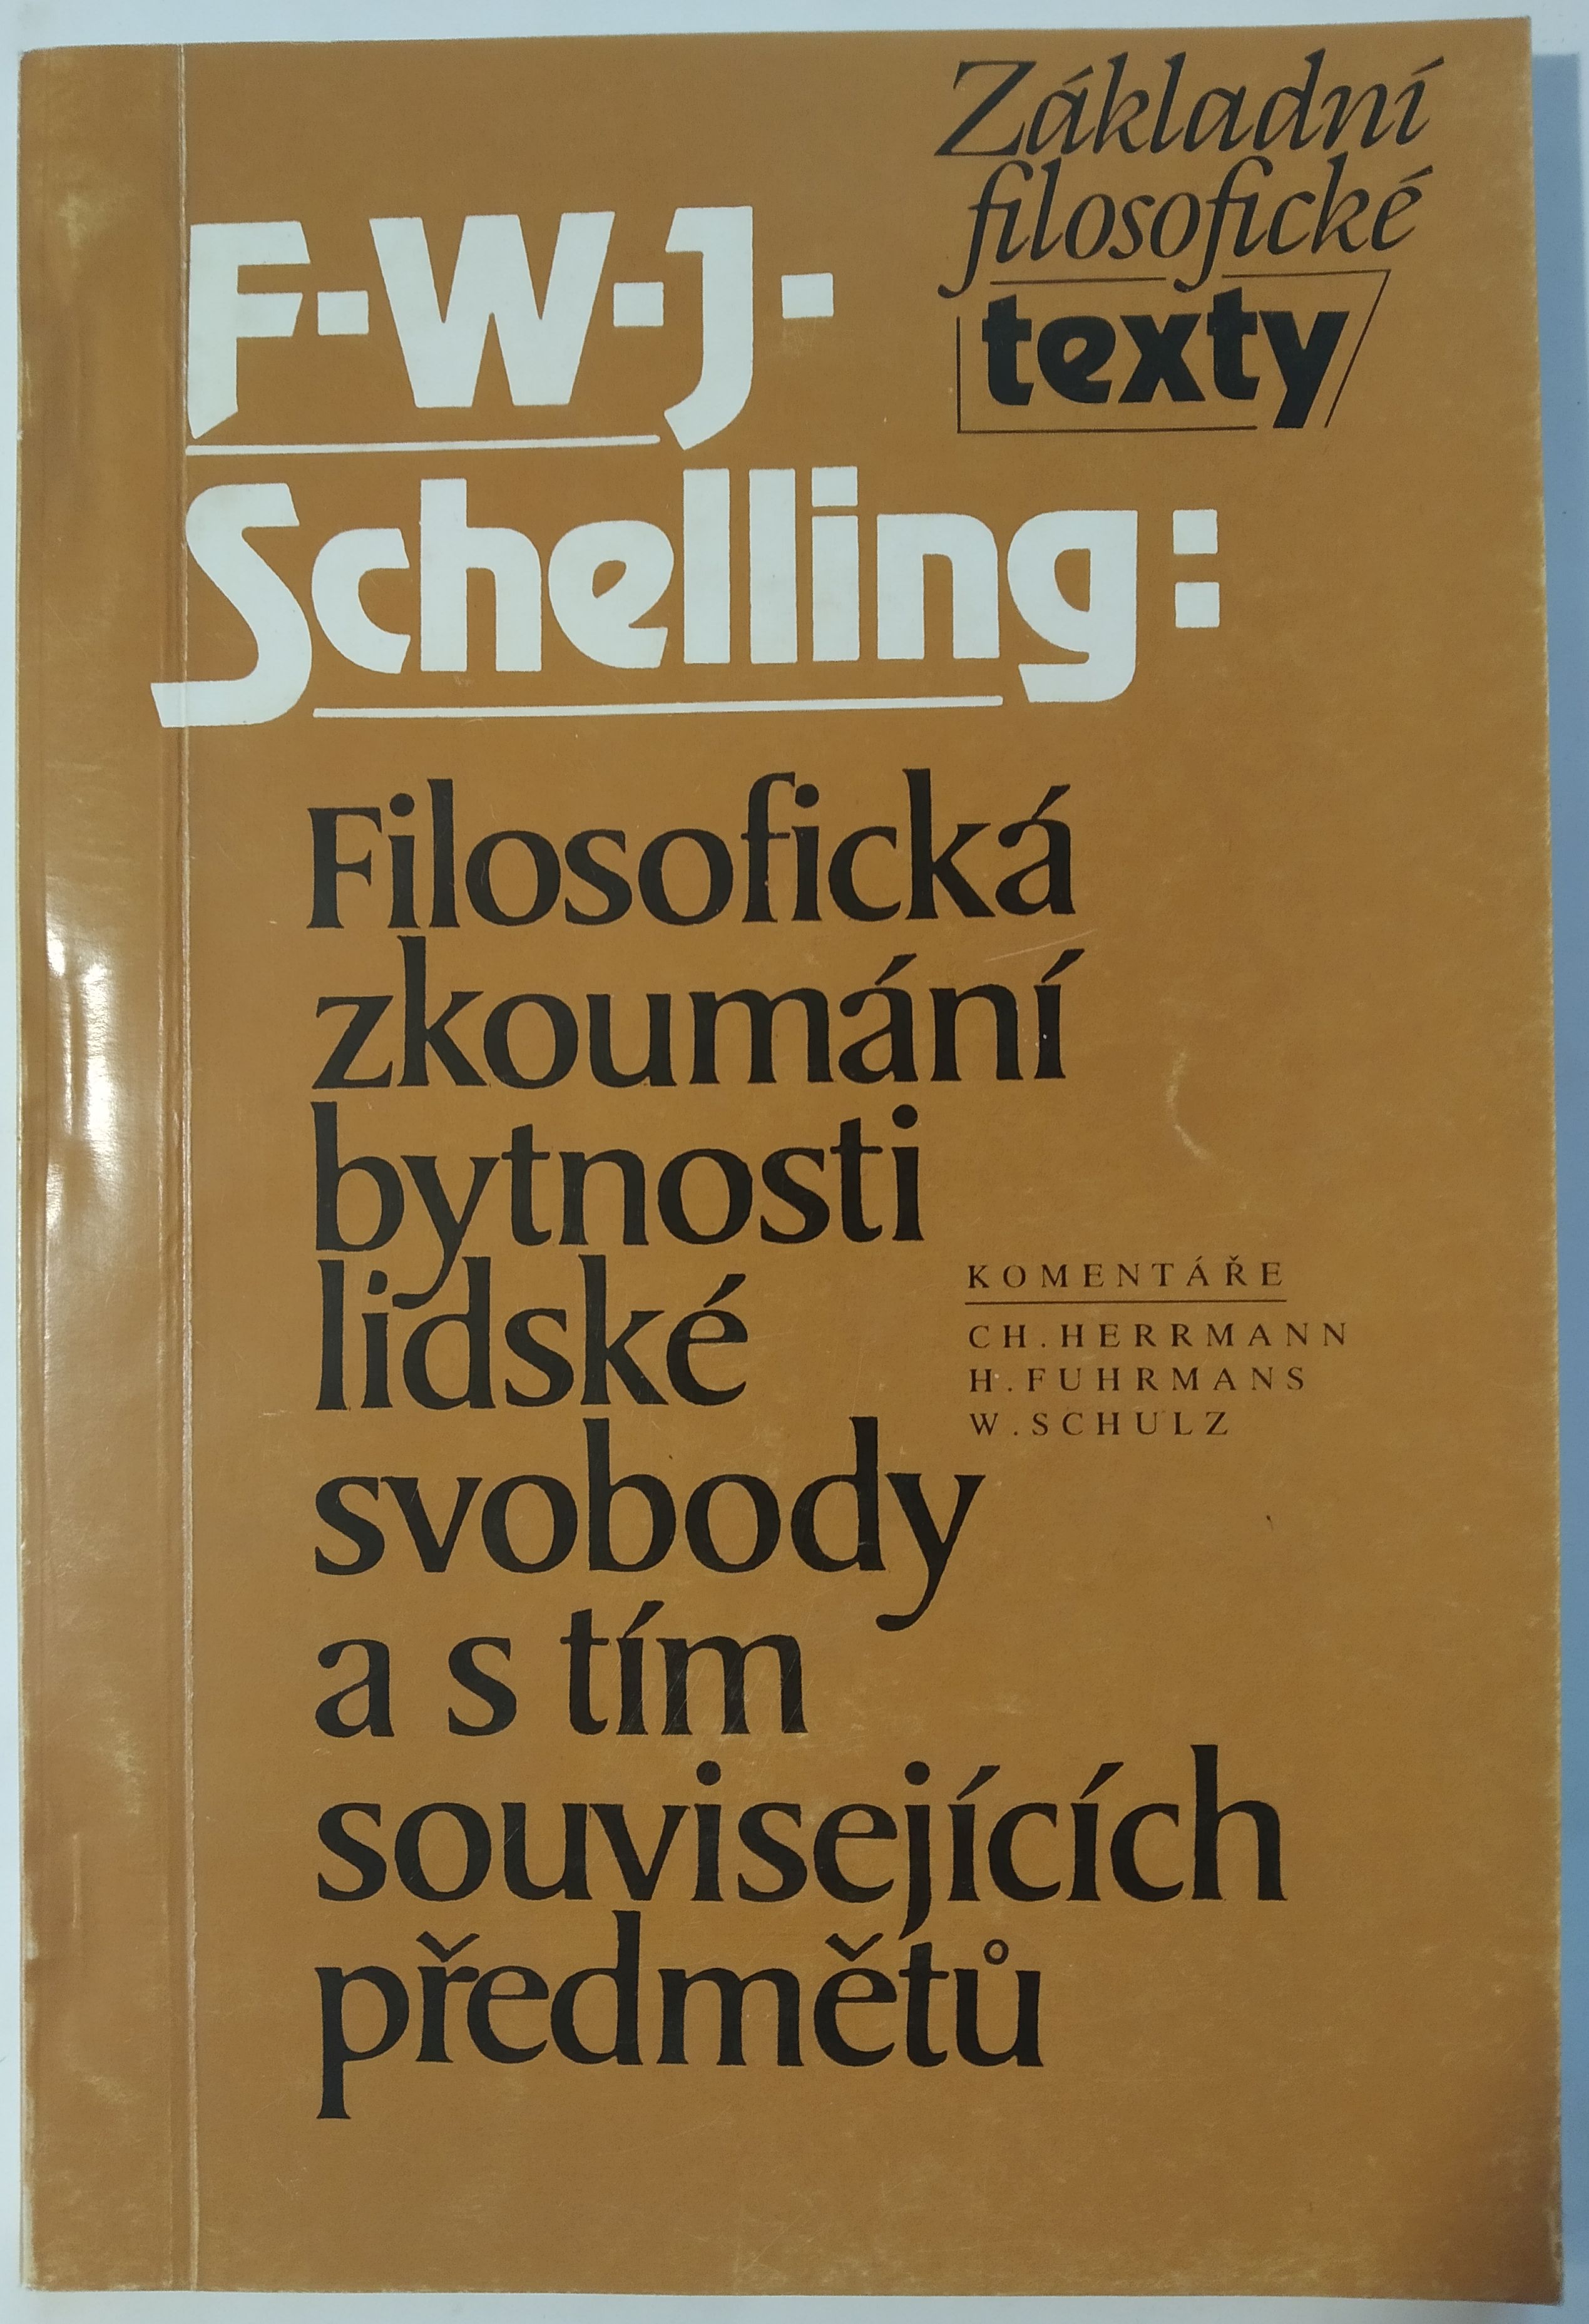 Základní
filosofické
texty
F.W.J.
Schelling:
Filosofická
zkoumání
bytnosti
lidské
svobody
a s tím
souvisejících
předmětů
KOMENTÁŘE
CH. HERRMANN
H. FUHRMANS
W. SCHULZ